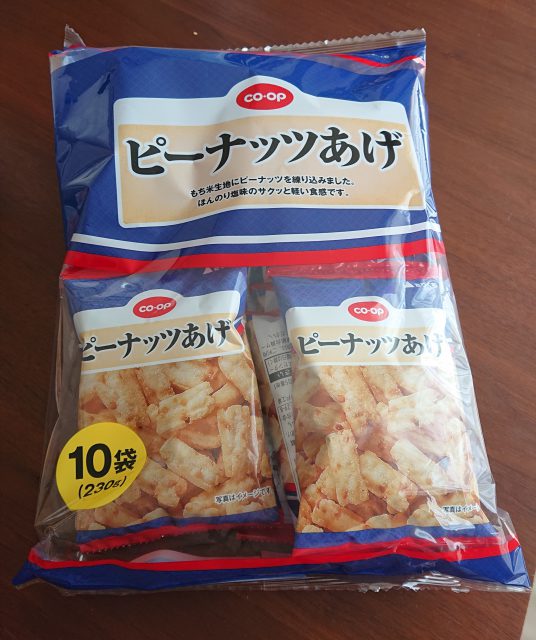 CO·OP
ピーナッツあげ
もち米生地にピーナッツを練り込みました。
ほんのり塩味のサクッと軽い食感です。
CO·OP
ピーナッツあげ
CO·OP
ピーナッツあげ
10袋
(230g)
写真はイメージです
写真はイメージです